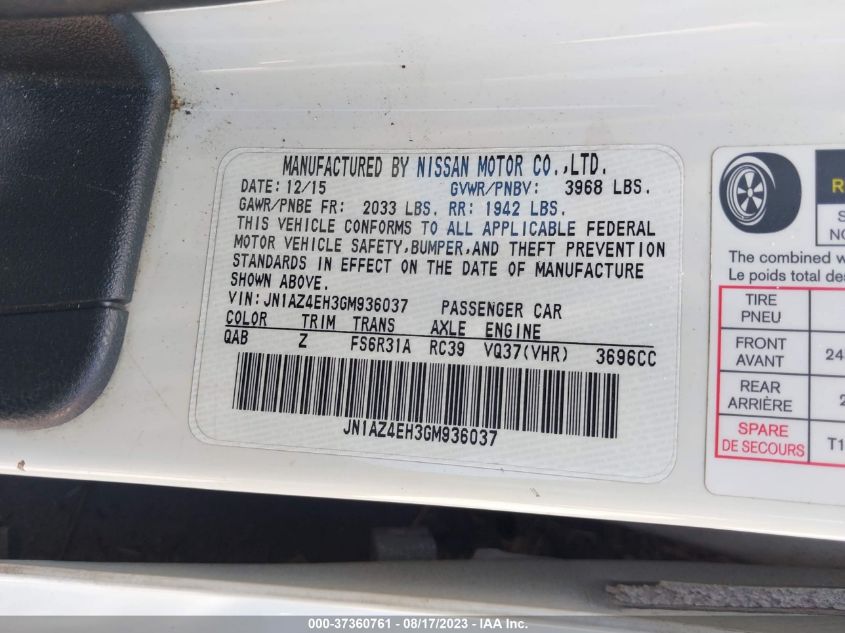 MANUFACTURED BY NISSAN MOTOR CO.,LTD.
DATE: 12/15 GVWR/PNBV: 3968 LBS.
GAWR/PNBE FR: 2033 LBS. RR: 1942 LBS.
THIS VEHICLE CONFORMS TO ALL APPLICABLE FEDERAL
MOTOR VEHICLE SAFETY,BUMPER,AND THEFT PREVENTION
STANDARDS IN EFFECT ON THE DATE OF MANUFACTURE
SHOWN ABOVE.
VIN: JN1AZ4EH3GM936037 PASSENGER CAR
COLOR TRIM TRANS AXLE ENGINE
QAB Z FS6R31A RC39 VQ37(VHR) 3696CC
JN1AZ4EH3GM936037
The combined
Le poids total
TIRE
PNEU
FRONT
AVANT
REAR
ARRIÈRE
SPARE
DE SECOURS
000-37360761 - 08/17/2023 - IAA Inc.